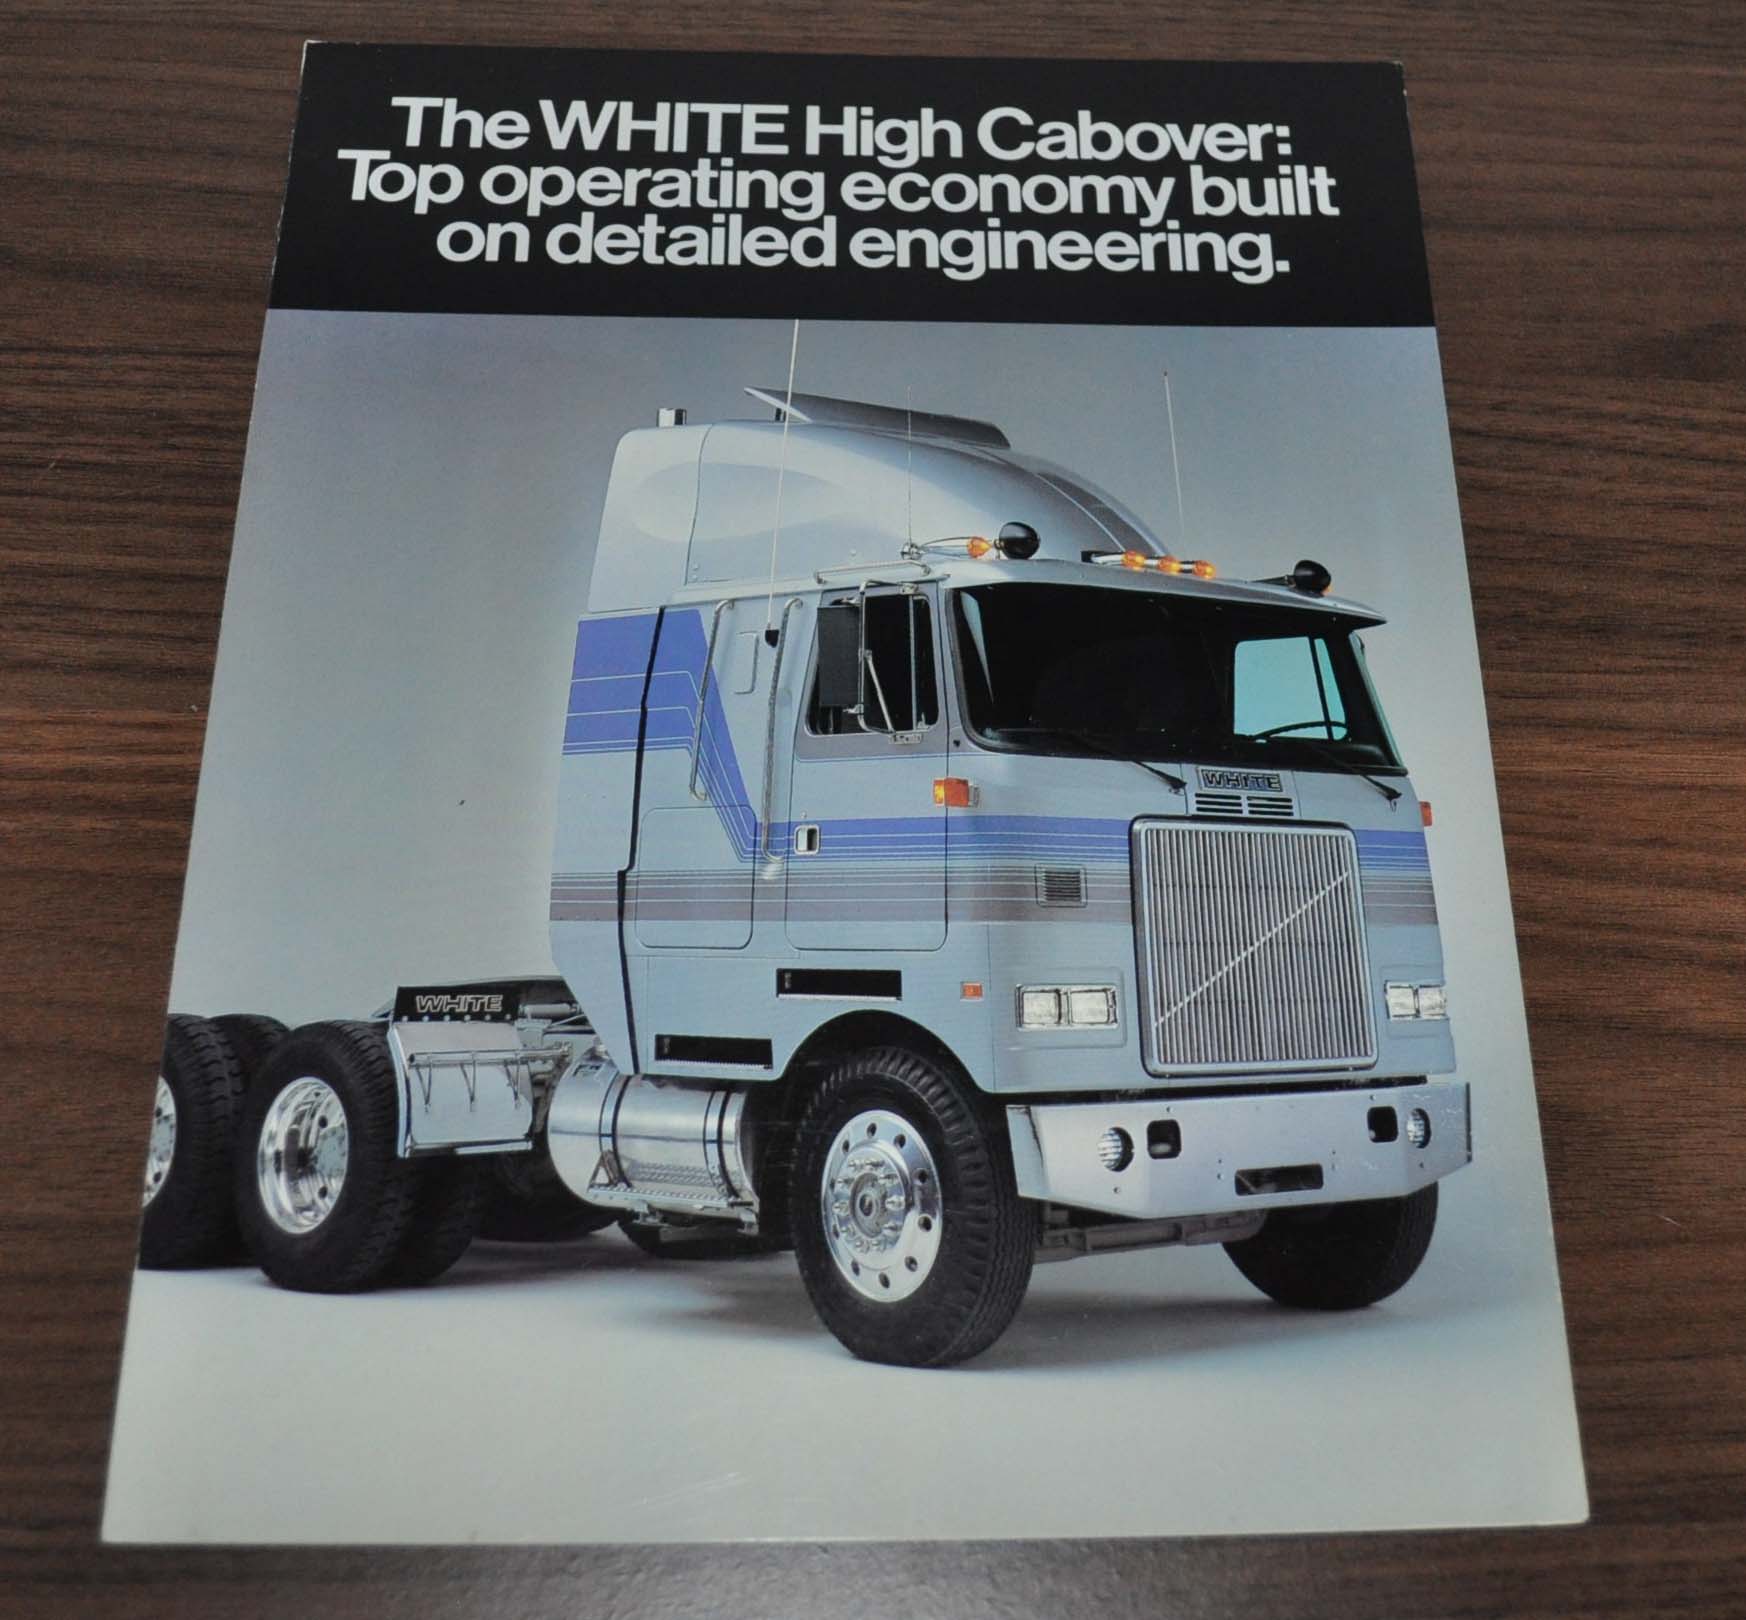 The WHITE High Cabover:
Top operating economy built
on detailed engineering.
WHITE
WHITE